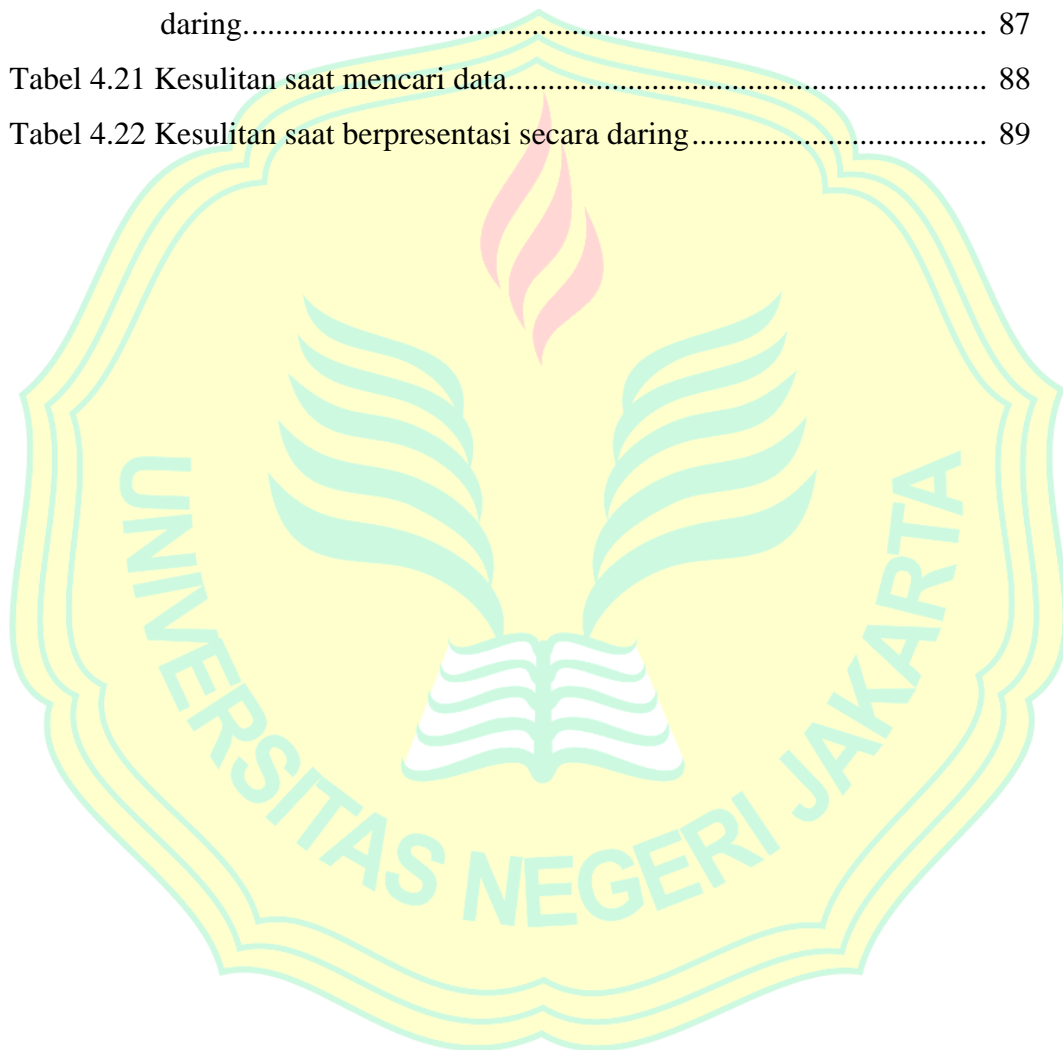 daring.............................................................................................. 87
Tabel 4.21 Kesulitan saat mencari data............................................................ 88
Tabel 4.22 Kesulitan saat berpresentasi secara daring..................................... 89
UNIVERSITAS NEGERI JAKARTA